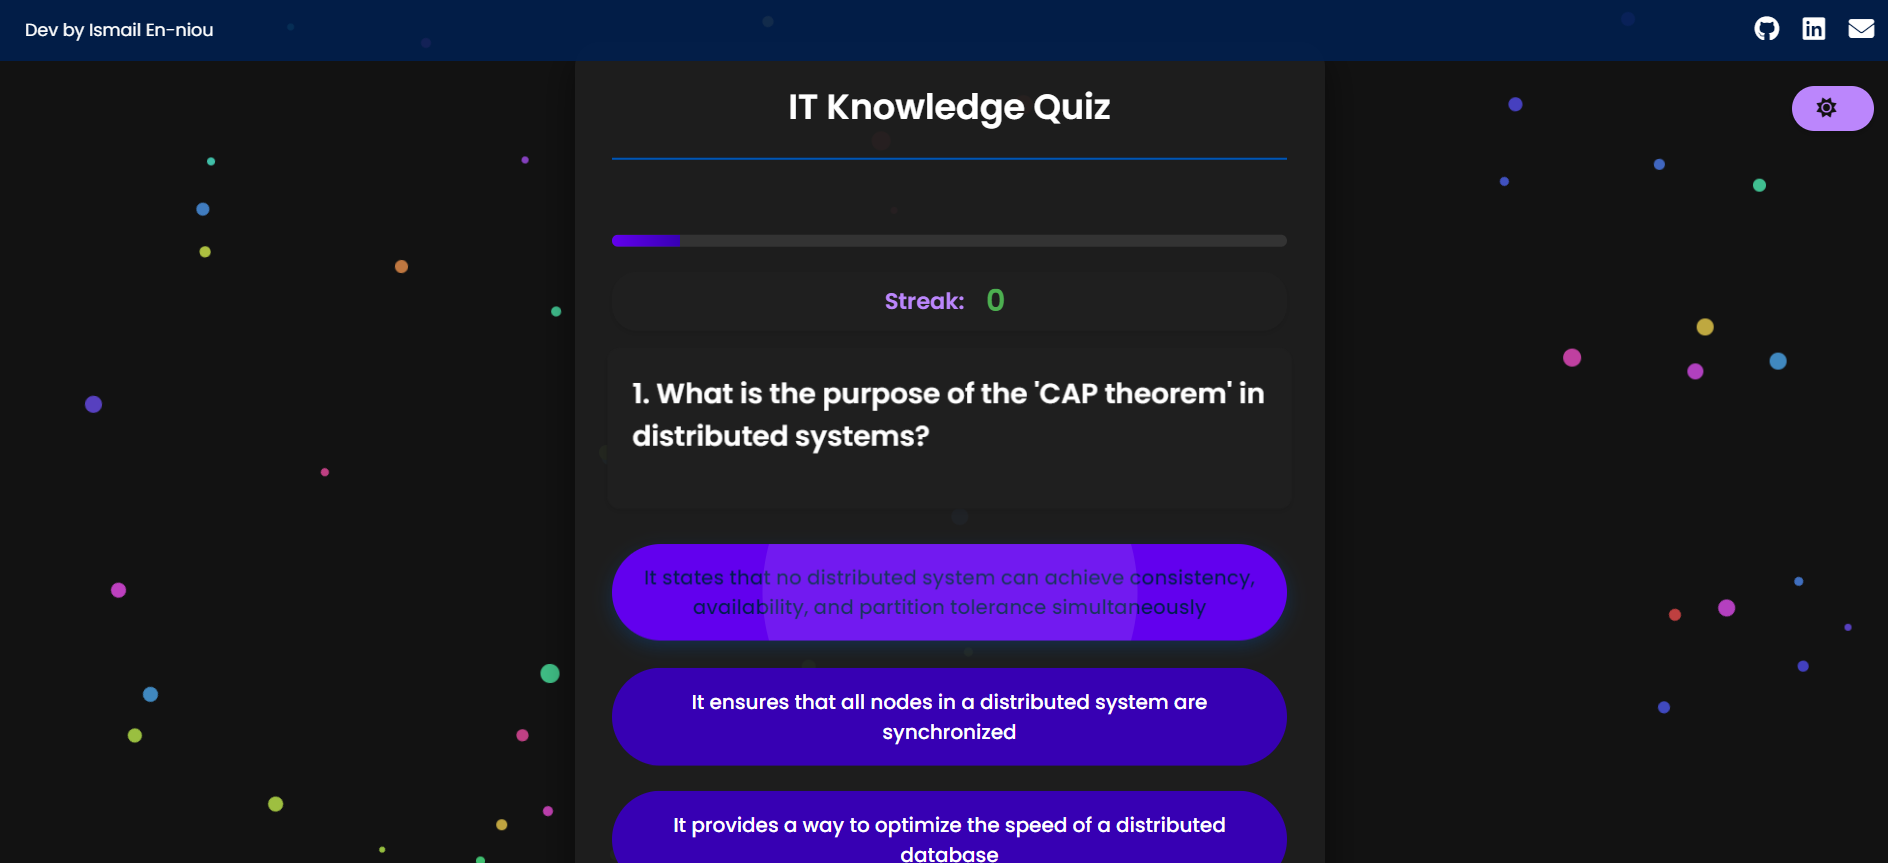 Dev by Ismail En-niou
IT Knowledge Quiz
Streak: 0
1. What is the purpose of the 'CAP theorem' in
distributed systems?
It states that no distributed system can achieve consistency,
availability, and partition tolerance simultaneously
It ensures that all nodes in a distributed system are
synchronized
It provides a way to optimize the speed of a distributed
database